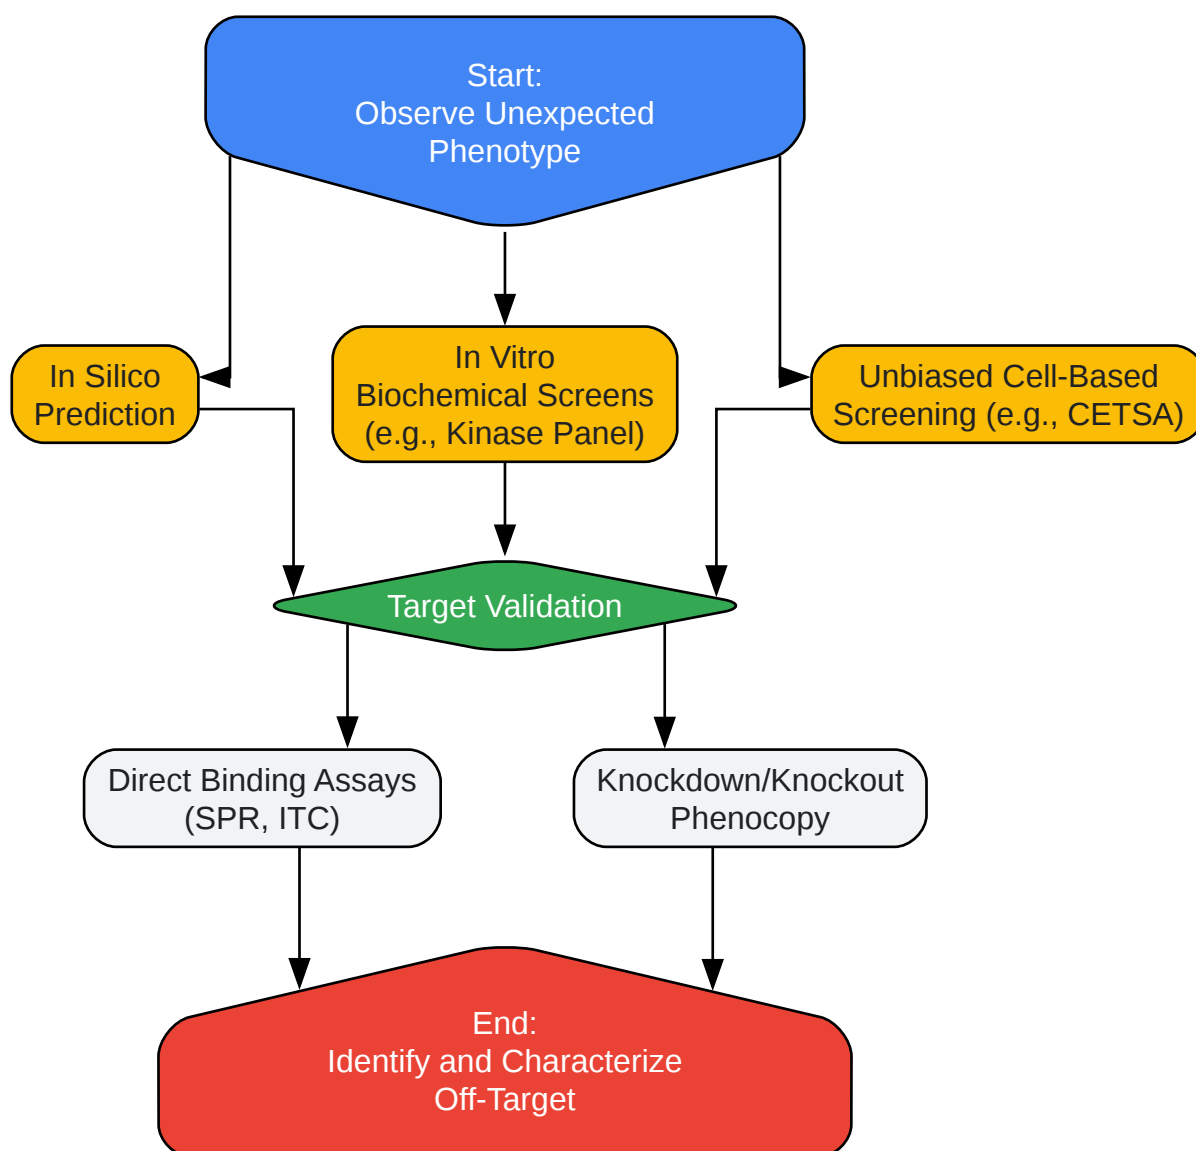 Start:
Observe Unexpected
Phenotype
In Silico
Prediction
In Vitro
Biochemical Screens
(e.g., Kinase Panel)
Unbiased Cell-Based
Screening (e.g., CETSA)
Target Validation
Direct Binding Assays
(SPR, ITC)
Knockdown/Knockout
Phenocopy
End:
Identify and Characterize
Off-Target